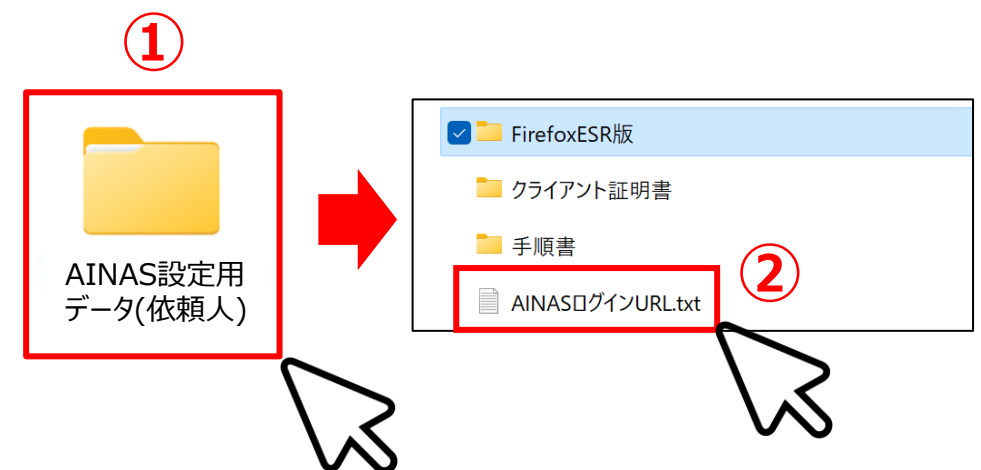 ①
AINAS設定用
データ(依頼人)
FirefoxESR版
クライアント証明書
手順書
②
AINASログインURL.txt